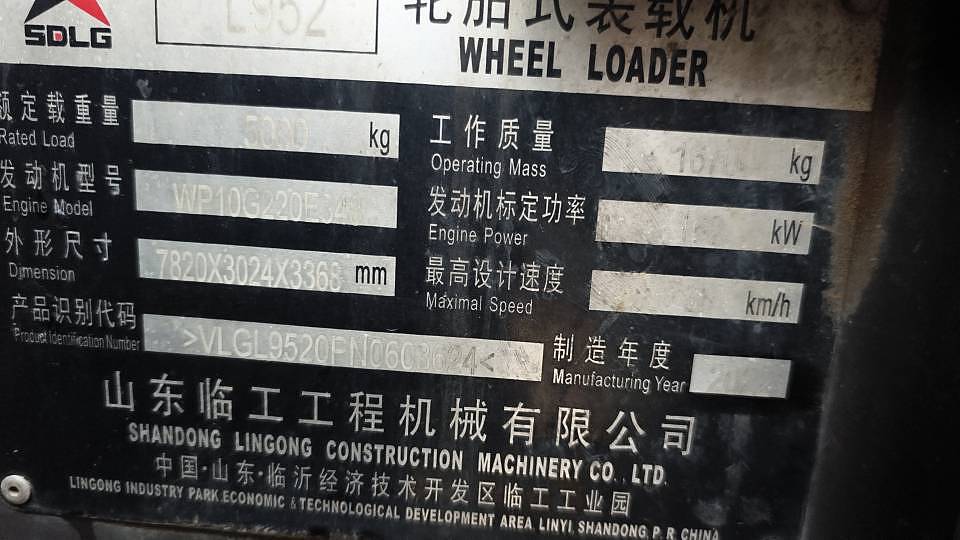 SDLG
L952
轮胎式装载机
WHEEL LOADER
额定载重量
Rated Load
kg
工作质量
Operating Mass
kg
发动机型号
Engine Model
发动机标定功率
Engine Power
kW
外形尺寸
Dimension
7820X3024X3368 mm
最高设计速度
Maximal Speed
km/h
产品识别代码
Product Identification Number
制造年度
Manufacturing Year
山东临工工程机械有限公司
SHANDONG LINGONG CONSTRUCTION MACHINERY CO., LTD.
中国·山东·临沂经济技术开发区临工工业园
LINGONG INDUSTRY PARK ECONOMIC & TECHNOLOGICAL DEVELOPMENT AREA, LINYI, SHANDONG, P. R. CHINA